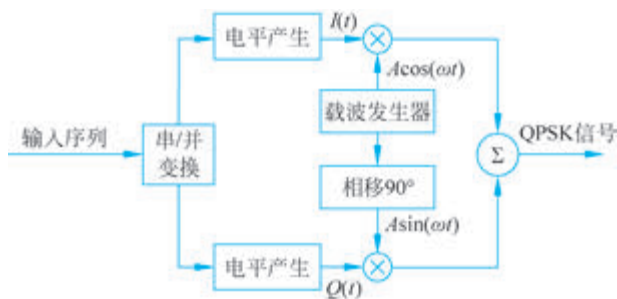 电平产生
I(t)
Acos(ωt)
载波发生器
输入序列
串/并
变换
Σ
QPSK信号
相移90°
Asin(ωt)
电平产生
Q(t)